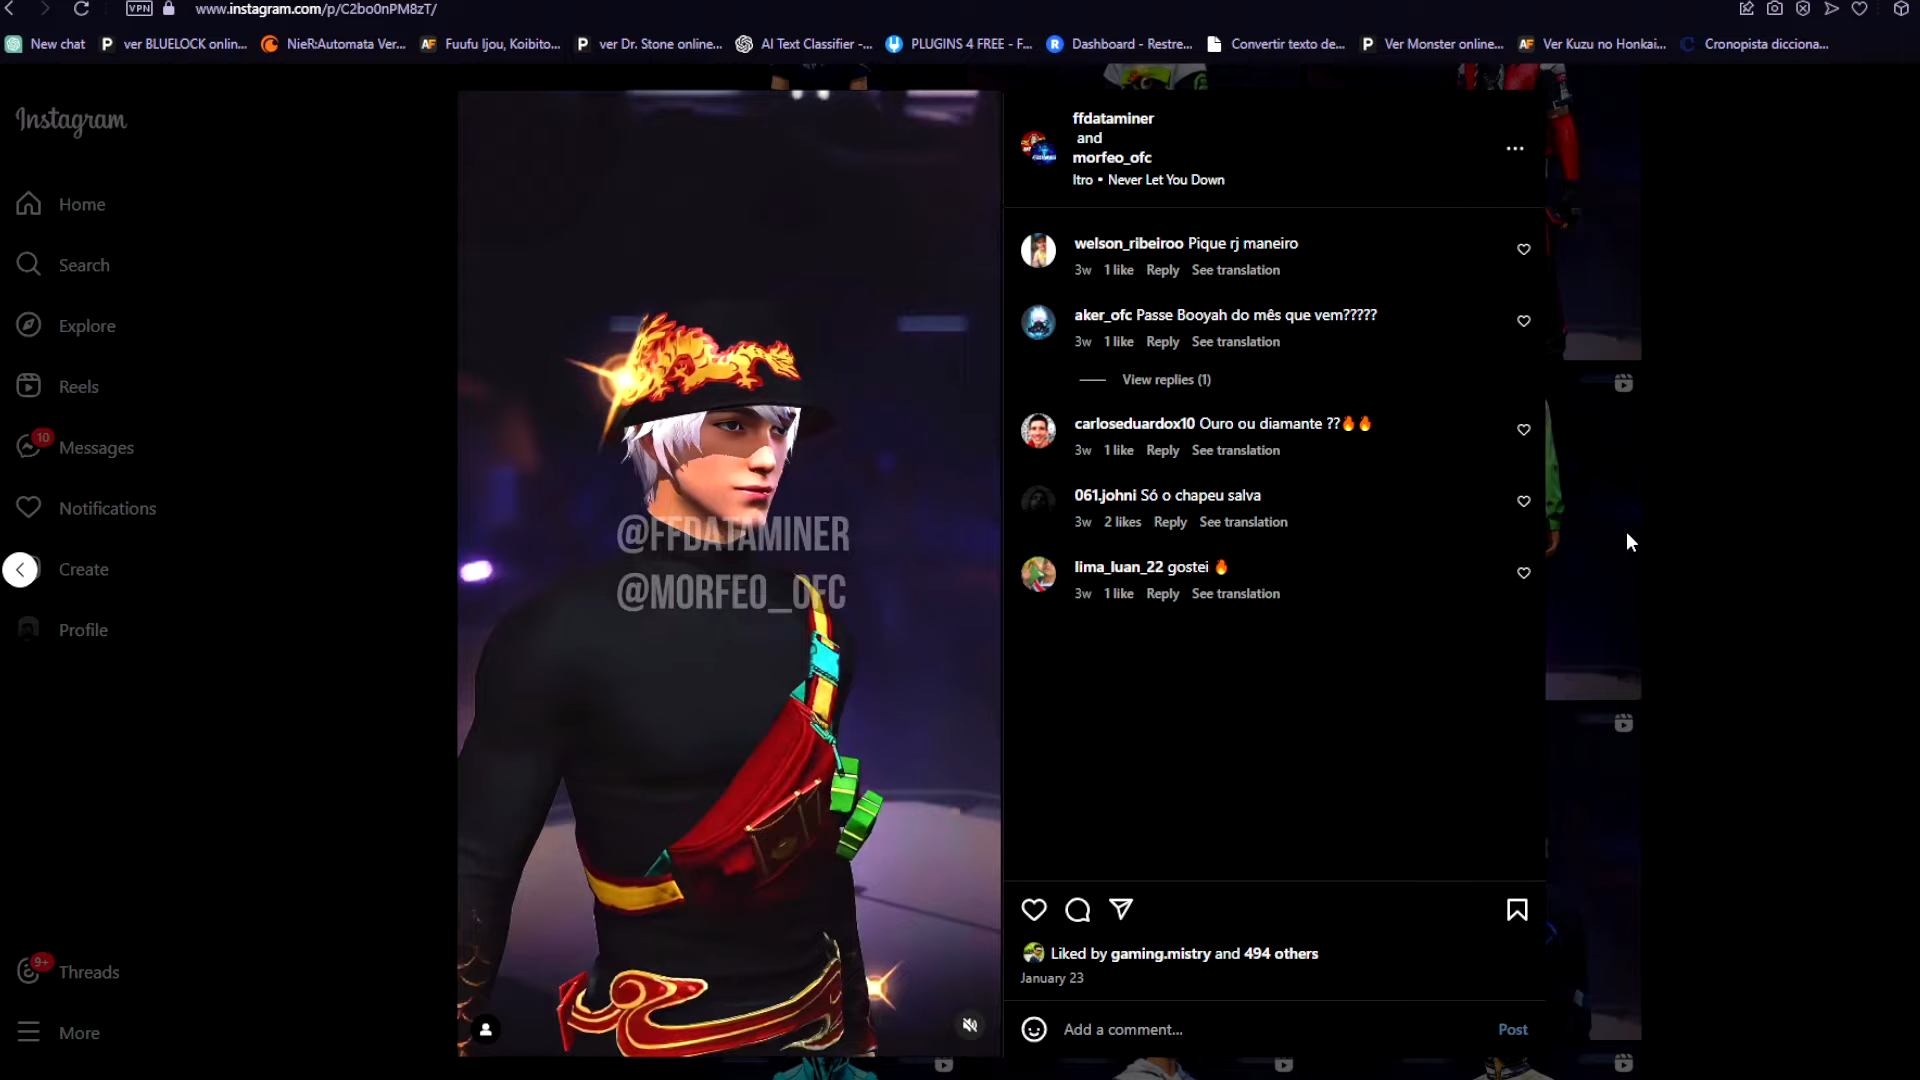 VPN
www.instagram.com/p/C2bo0nPM8zT/
New chat
ver BLUELOCK onlin...
NieR:Automata Ver...
Fuufu Ijou, Koibito...
ver Dr. Stone online...
AI Text Classifier -...
PLUGINS 4 FREE - F...
Dashboard - Restre...
Convertir texto de...
Ver Monster online...
Ver Kuzu no Honkai...
Cronopista dicciona...
Instagram
Home
Search
Explore
Reels
10
Messages
Notifications
Create
Profile
9+
Threads
More
@FFDATAMINER
@MORFEO_OFC
ffdataminer
and
morfeo_ofc
Itro • Never Let You Down
welson_ribeiroo Pique rj maneiro
3w 1 like Reply See translation
aker_ofc Passe Booyah do mês que vem?????
3w 1 like Reply See translation
View replies (1)
carloseduardox10 Ouro ou diamante ??🔥🔥
3w 1 like Reply See translation
061.johni Só o chapeu salva
3w 2 likes Reply See translation
lima_luan_22 gostei 🔥
3w 1 like Reply See translation
Liked by gaming.mistry and 494 others
January 23
Add a comment...
Post